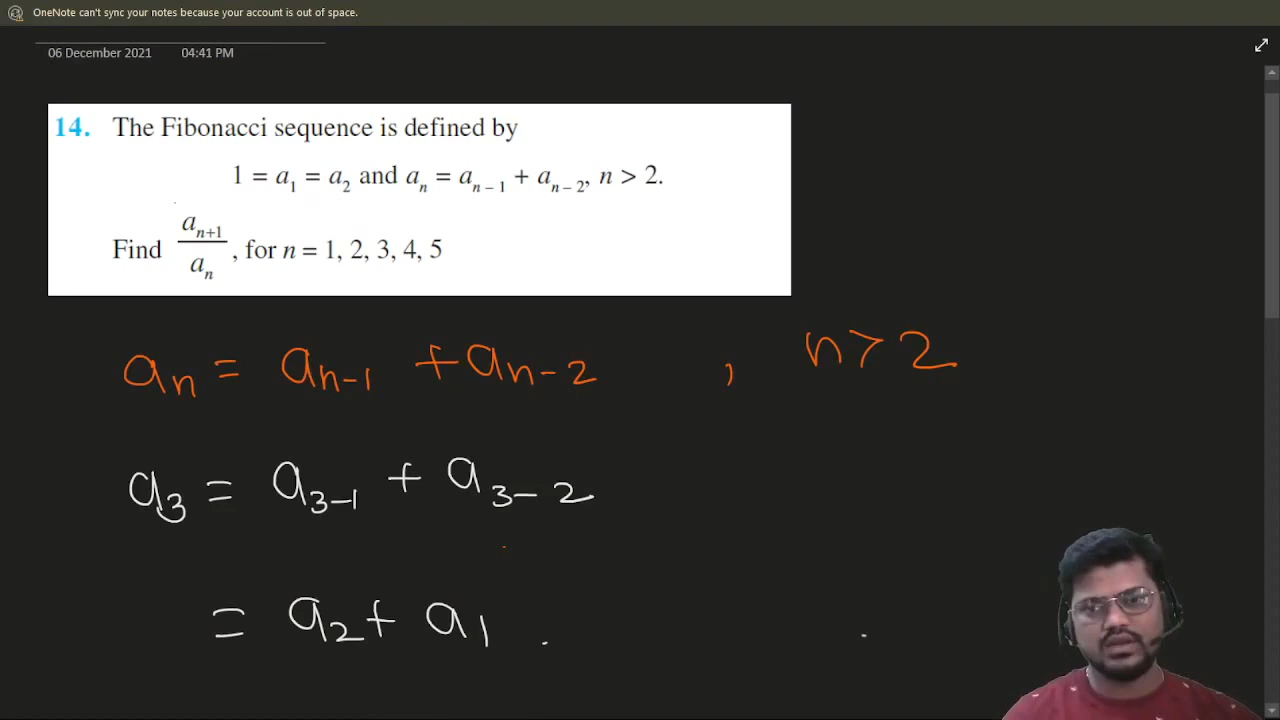 OneNote can't sync your notes because your account is out of space.
06 December 2021 04:41 PM
14. The Fibonacci sequence is defined by
1 = a₁ = a₂ and aₙ = aₙ₋₁ + aₙ₋₂, n > 2.
Find aₙ₊₁/aₙ, for n = 1, 2, 3, 4, 5
aₙ = aₙ₋₁ + aₙ₋₂ , n > 2
a₃ = a₃₋₁ + a₃₋₂
= a₂ + a₁